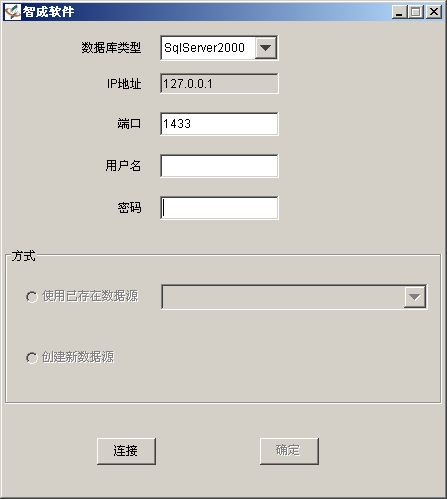 智成软件
数据库类型 SqlServer2000
IP地址 127.0.0.1
端口 1433
用户名
密码
方式
使用已存在数据源
创建新数据源
连接 确定